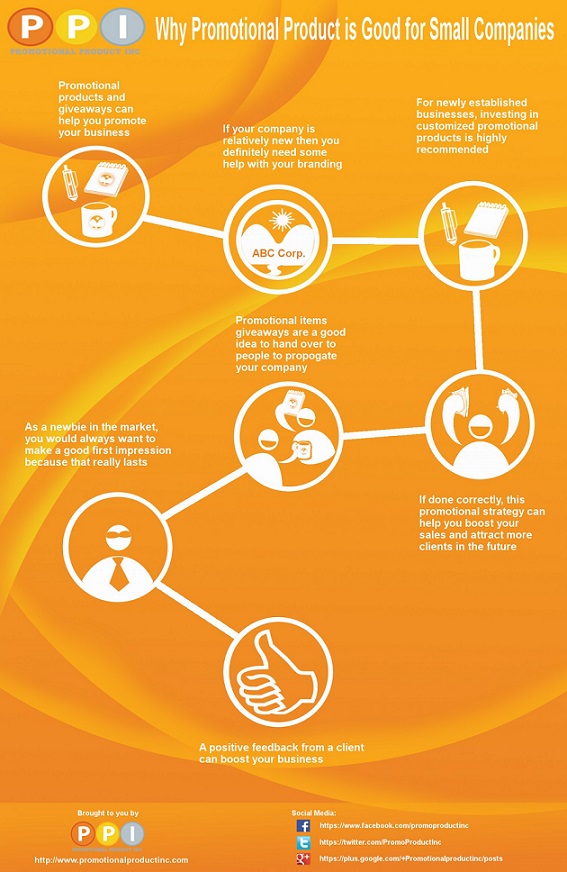 PPI
PROMOTIONAL PRODUCT INC
Why Promotional Product is Good for Small Companies
Promotional
products and
giveaways can
help you promote
your business
If your company is
relatively new then you
definitely need some
help with your branding
For newly established
businesses, investing in
customized promotional
products is highly
recommended
ABC Corp.
Promotional items
giveaways are a good
idea to hand over to
people to propogate
your company
If done correctly, this
promotional strategy can
help you boost your
sales and attract more
clients in the future
As a newbie in the market,
you would always want to
make a good first impression
because that really lasts
A positive feedback from a client
can boost your business
Brought to you by
PPI
PROMOTIONAL PRODUCT INC
http://www.promotionalproductinc.com
Social Media:
https://www.facebook.com/promoproductinc
https://twitter.com/PromoProductinc
https://plus.google.com/+Promotionalproductinc/posts